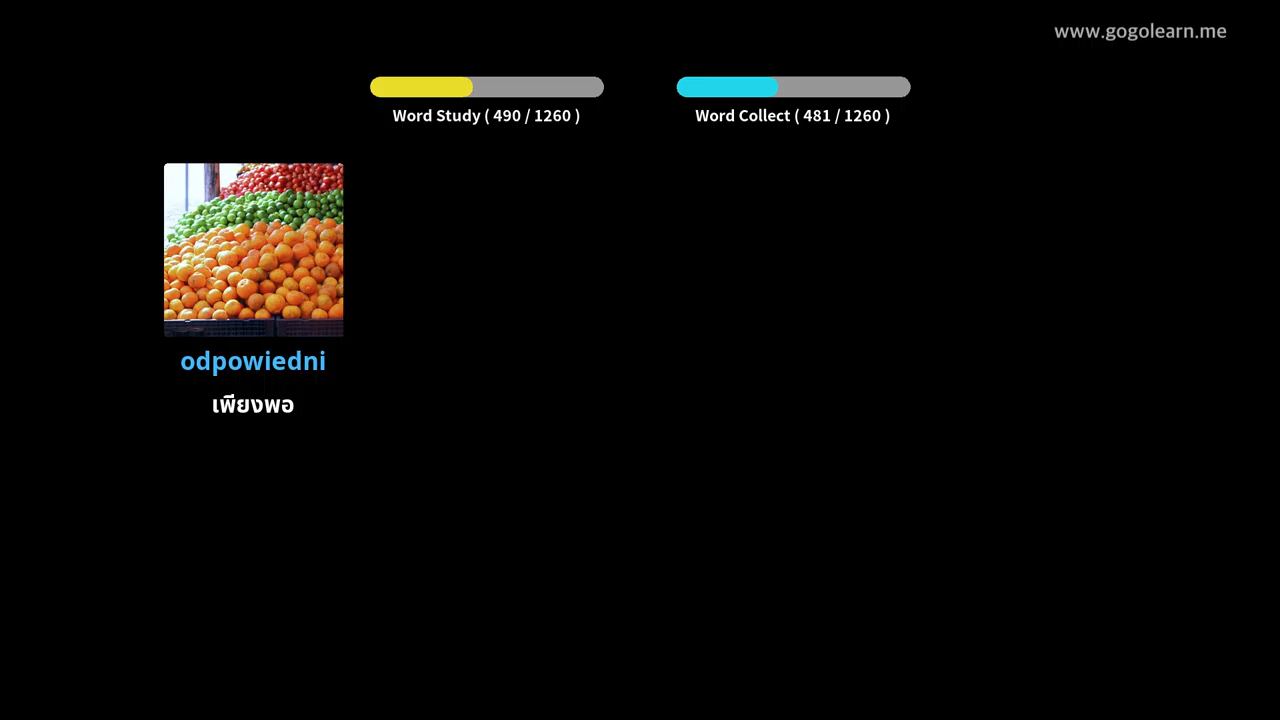 www.gogolearn.me
Word Study ( 490 / 1260 )
Word Collect ( 481 / 1260 )
odpowiedni
เพียงพอ